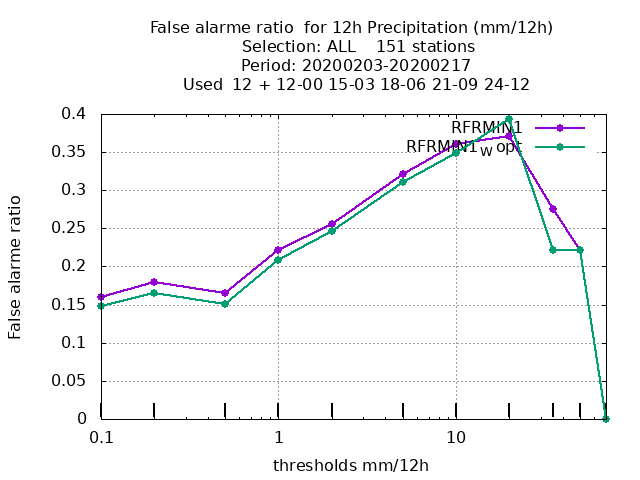 False alarme ratio  for 12h Precipitation (mm/12h)
Selection: ALL    151 stations
Period: 20200203-20200217
Used  12 + 12-00 15-03 18-06 21-09 24-12
RFRMIN1
RFRMIN1w opt
0.4
0.35
0.3
0.25
0.2
0.15
0.1
0.05
0
False alarme ratio
0.1
1
10
thresholds mm/12h